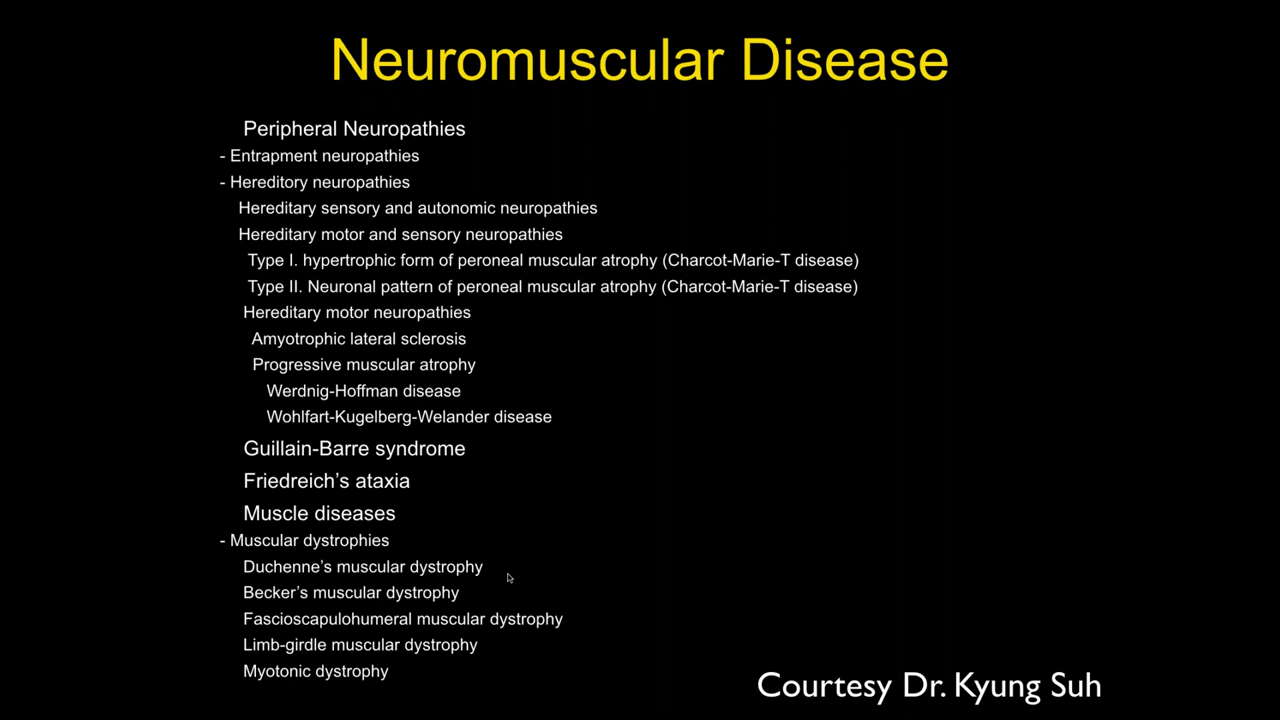 Neuromuscular Disease
Peripheral Neuropathies
- Entrapment neuropathies
- Hereditory neuropathies
Hereditary sensory and autonomic neuropathies
Hereditary motor and sensory neuropathies
Type I. hypertrophic form of peroneal muscular atrophy (Charcot-Marie-T disease)
Type II. Neuronal pattern of peroneal muscular atrophy (Charcot-Marie-T disease)
Hereditary motor neuropathies
Amyotrophic lateral sclerosis
Progressive muscular atrophy
Werdnig-Hoffman disease
Wohlfart-Kugelberg-Welander disease
Guillain-Barre syndrome
Friedreich’s ataxia
Muscle diseases
- Muscular dystrophies
Duchenne’s muscular dystrophy
Becker’s muscular dystrophy
Fascioscapulohumeral muscular dystrophy
Limb-girdle muscular dystrophy
Myotonic dystrophy
Courtesy Dr. Kyung Suh